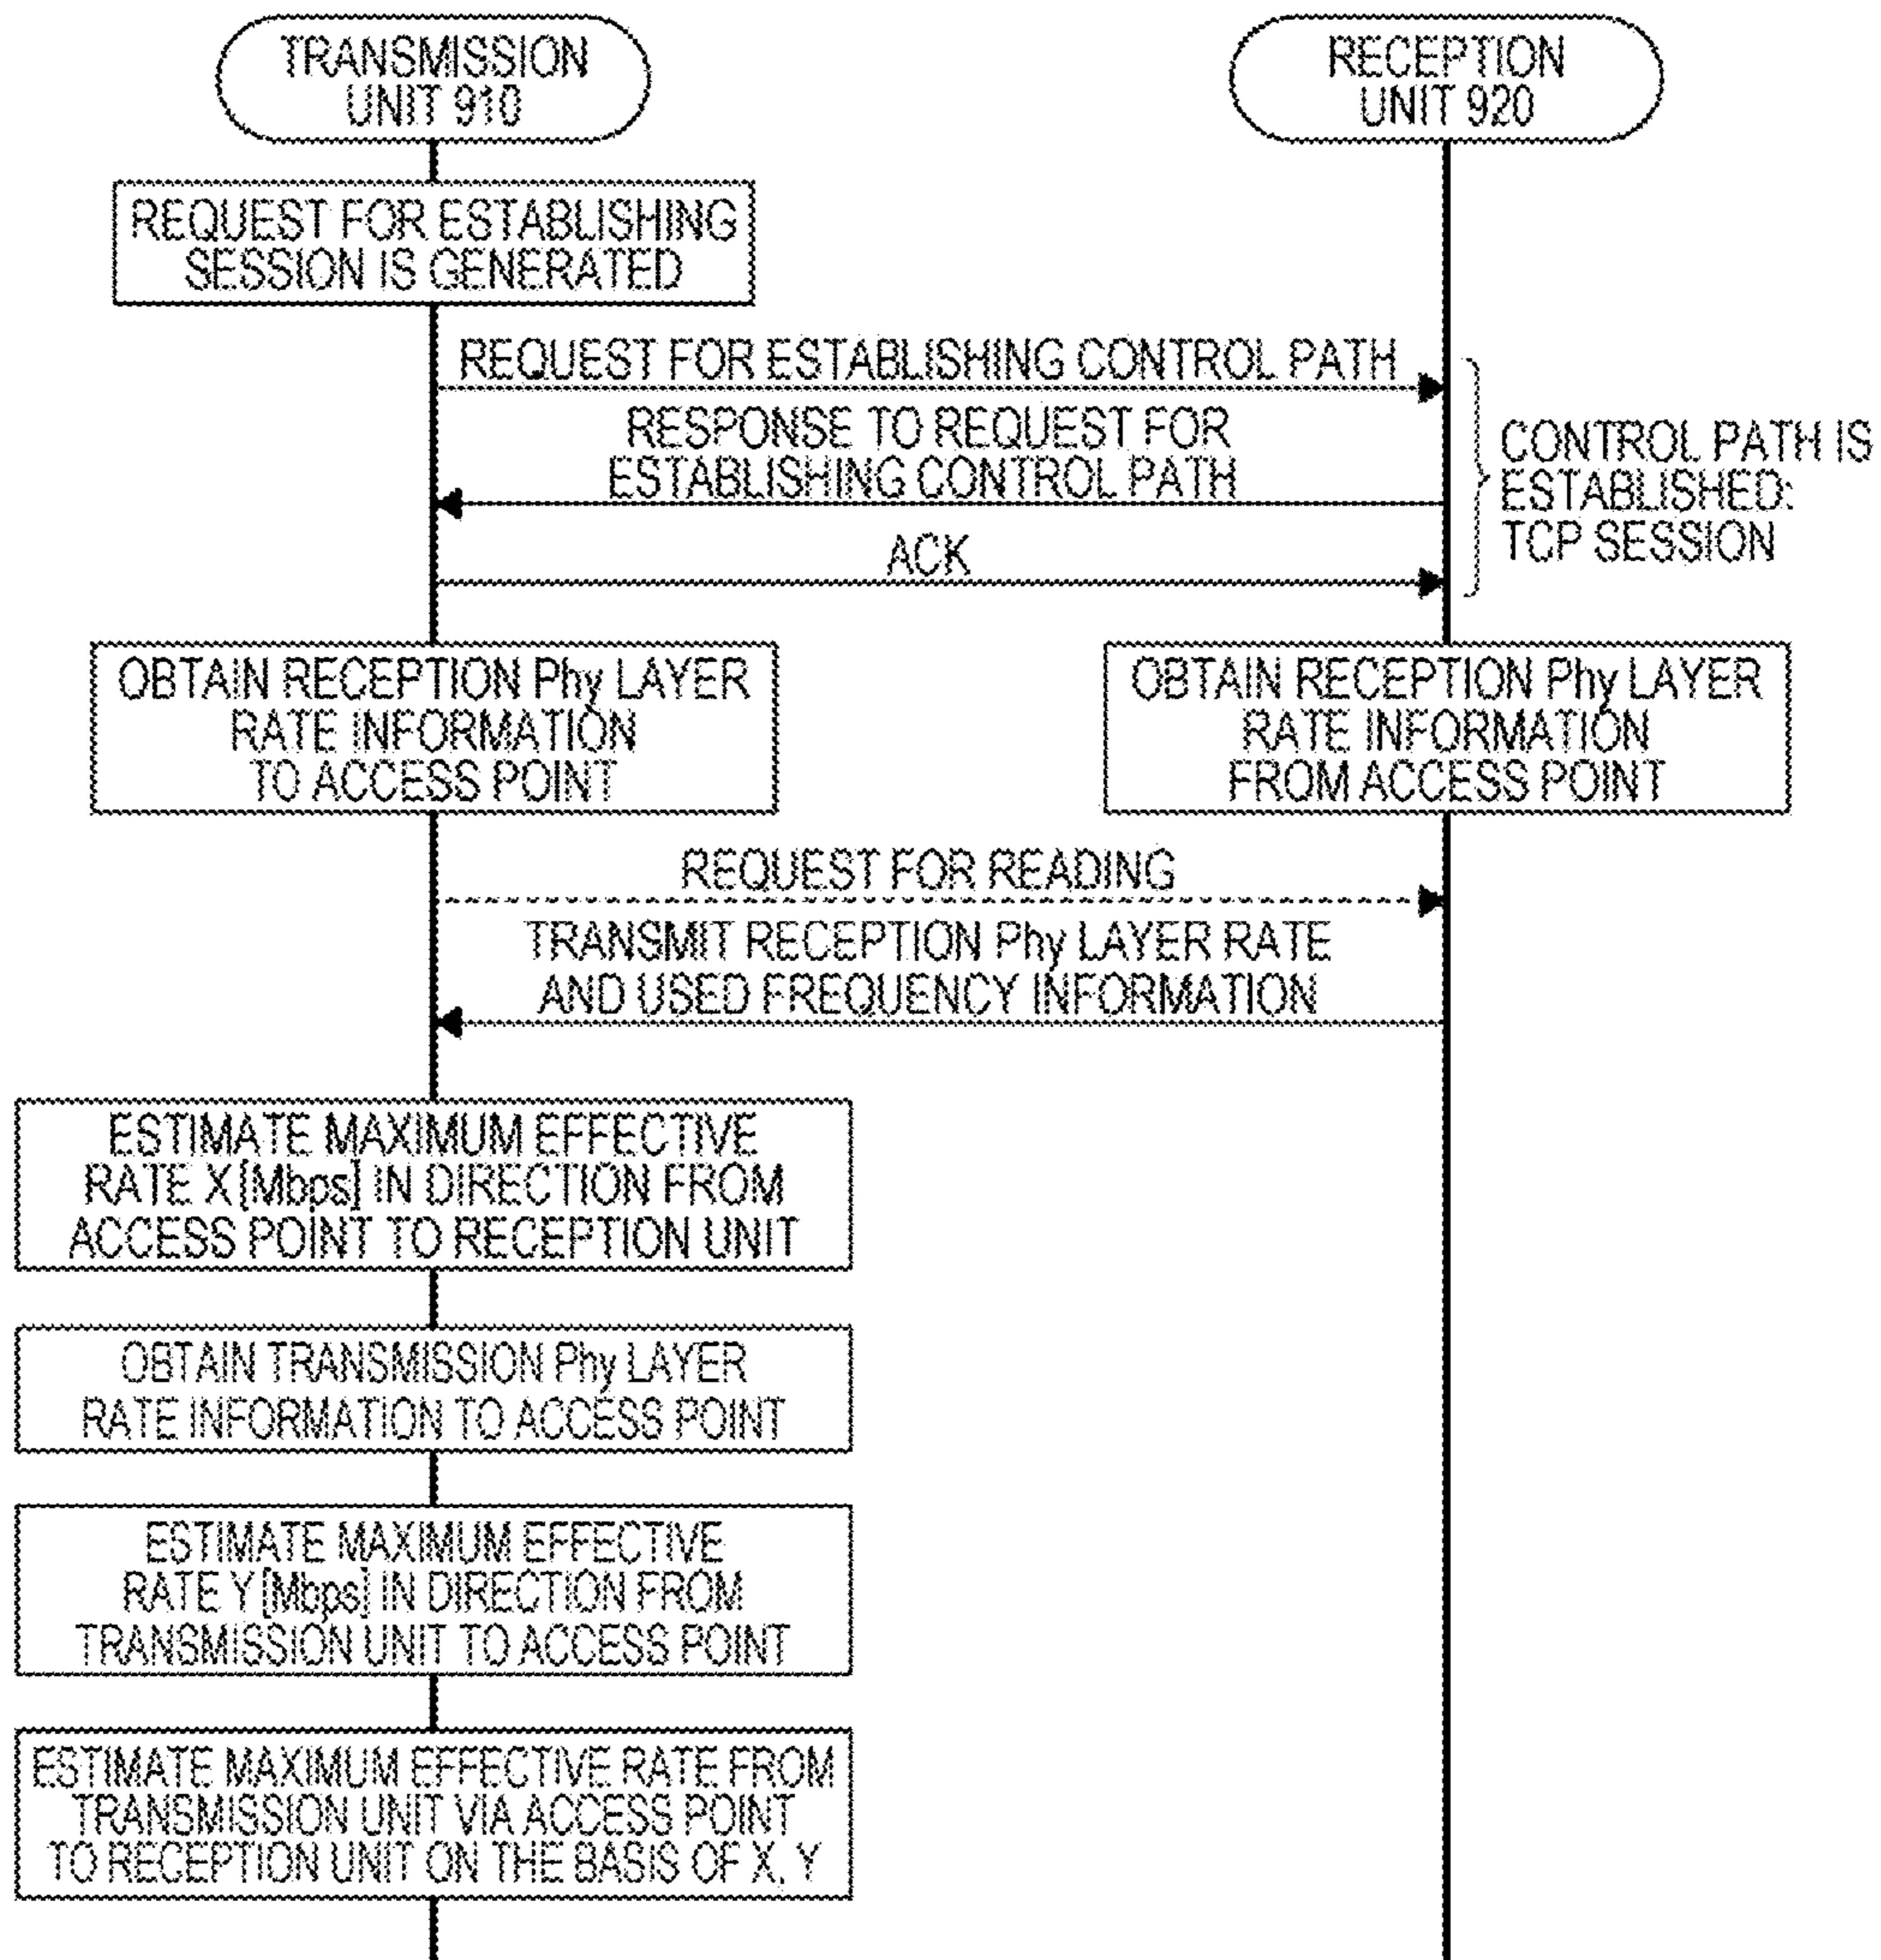 TRANSMISSION
UNIT 910
RECEPTION
UNIT 920
REQUEST FOR ESTABLISHING
SESSION IS GENERATED
REQUEST FOR ESTABLISHING CONTROL PATH
RESPONSE TO REQUEST FOR
ESTABLISHING CONTROL PATH
ACK
CONTROL PATH IS
ESTABLISHED:
TCP SESSION
OBTAIN RECEPTION Phy LAYER
RATE INFORMATION
TO ACCESS POINT
OBTAIN RECEPTION Phy LAYER
RATE INFORMATION
FROM ACCESS POINT
REQUEST FOR READING
TRANSMIT RECEPTION Phy LAYER RATE
AND USED FREQUENCY INFORMATION
ESTIMATE MAXIMUM EFFECTIVE
RATE X [Mbps] IN DIRECTION FROM
ACCESS POINT TO RECEPTION UNIT
OBTAIN TRANSMISSION Phy LAYER
RATE INFORMATION TO ACCESS POINT
ESTIMATE MAXIMUM EFFECTIVE
RATE Y [Mbps] IN DIRECTION FROM
TRANSMISSION UNIT TO ACCESS POINT
ESTIMATE MAXIMUM EFFECTIVE RATE FROM
TRANSMISSION UNIT VIA ACCESS POINT
TO RECEPTION UNIT ON THE BASIS OF X, Y